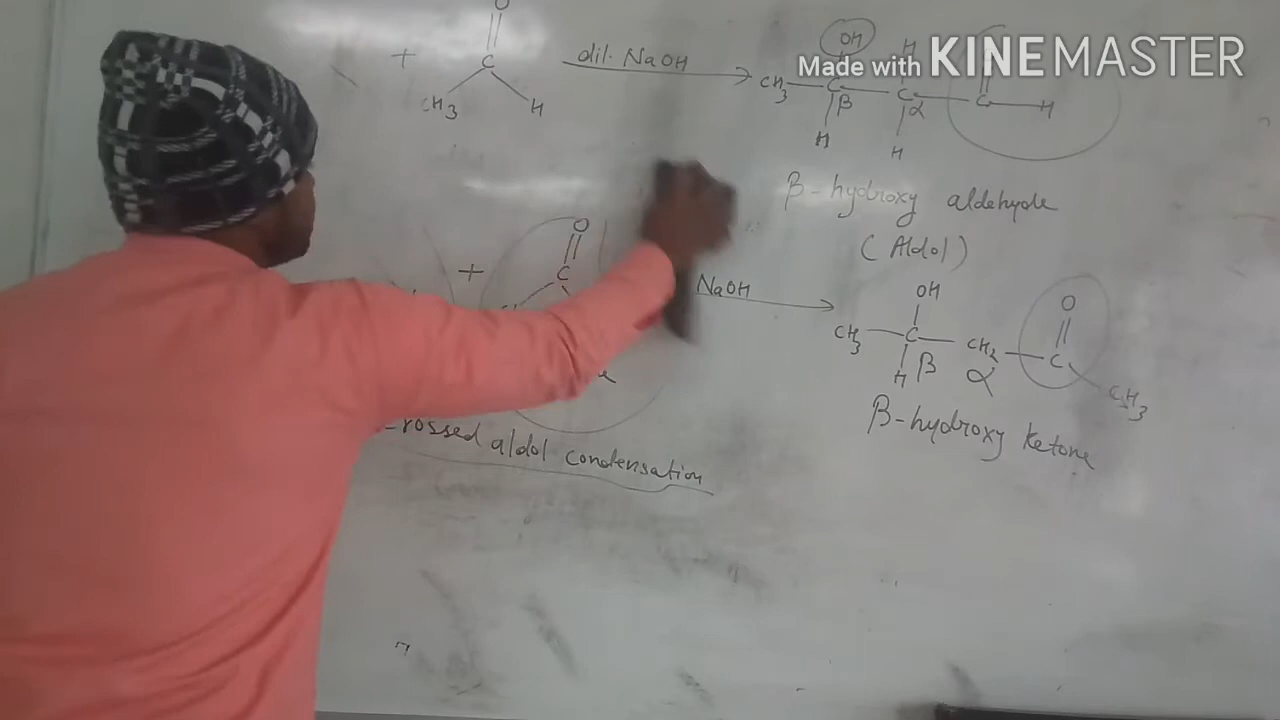 O
+ C dil. NaOH
CH3 H
OH H
CH3 C C C H
β α
H H
β-hydroxy aldehyde
(Aldol)
O
+ C NaOH
OH O
CH3 C CH2 C
H β α CH3
β-hydroxy ketone
rossed aldol condensation
Made with KINEMASTER